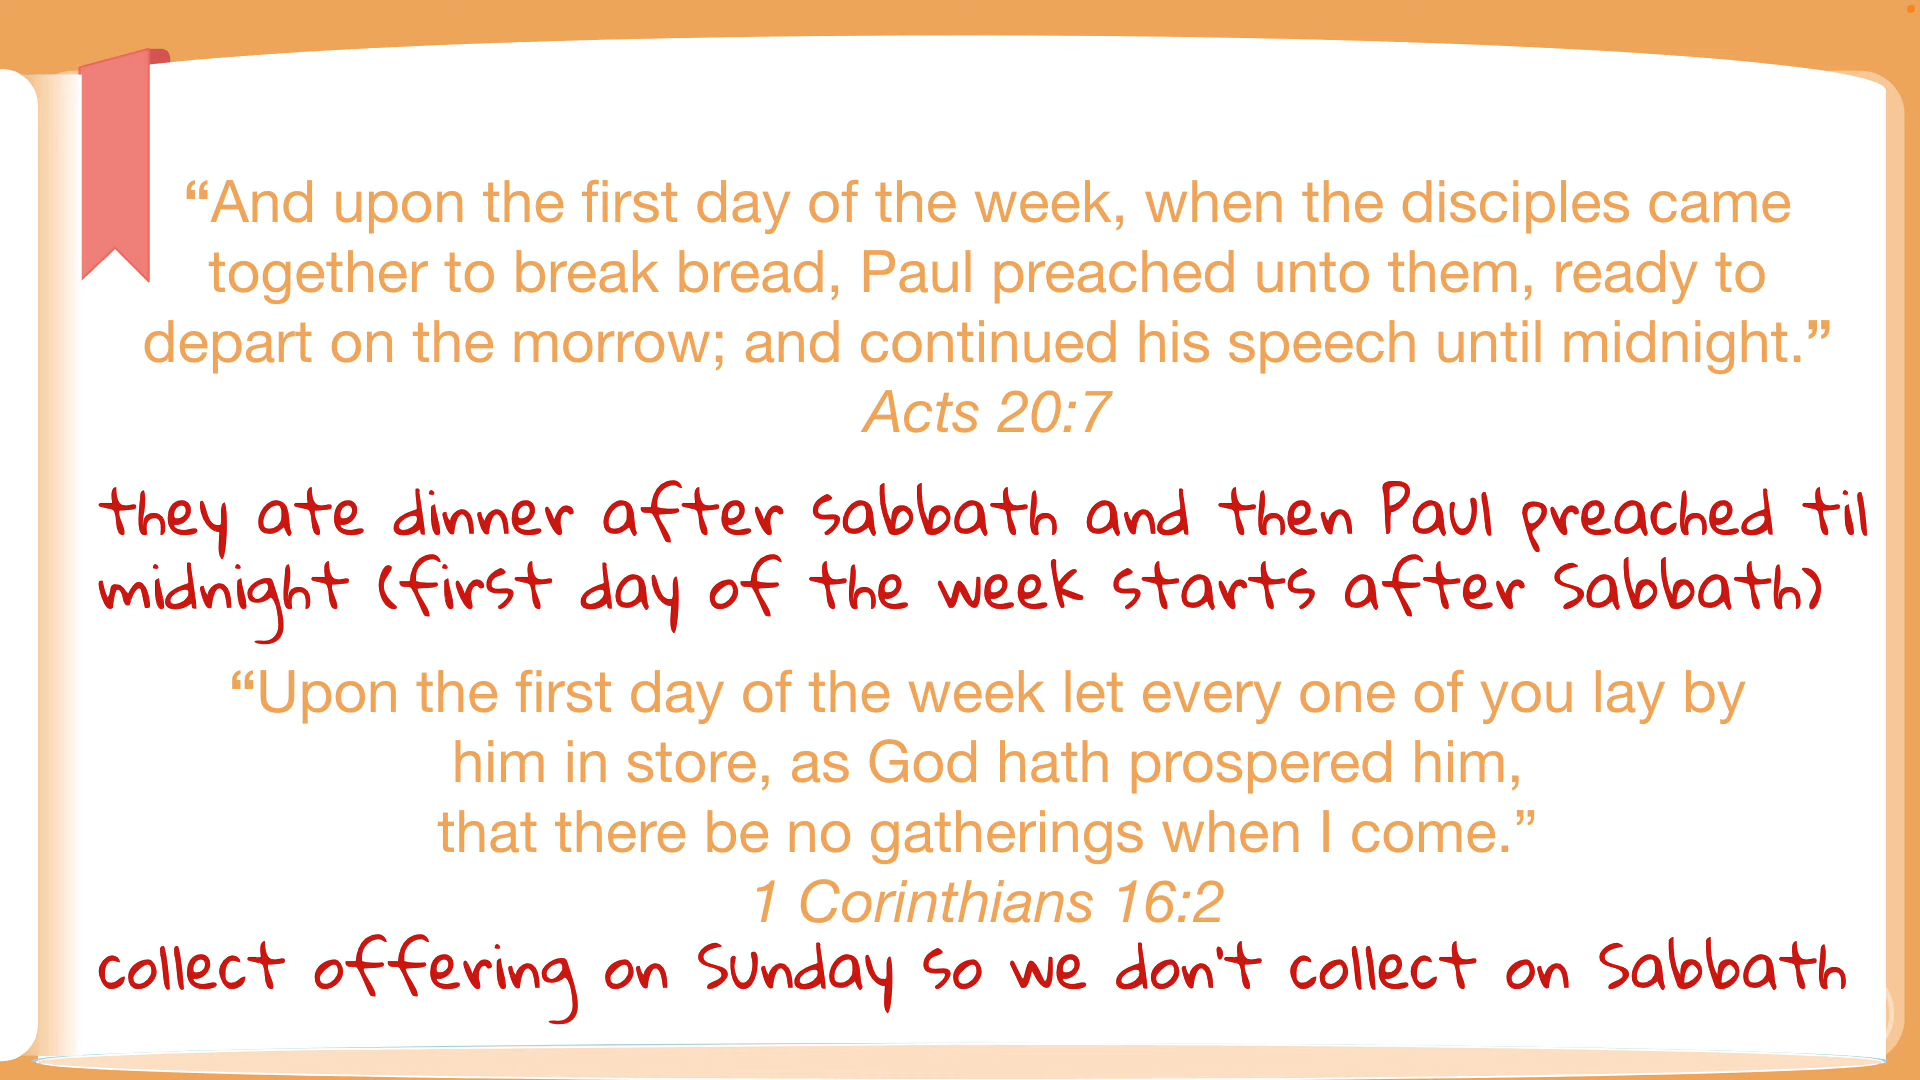 “And upon the first day of the week, when the disciples came
together to break bread, Paul preached unto them, ready to
depart on the morrow; and continued his speech until midnight.”
Acts 20:7
they ate dinner after sabbath and then Paul preached til
midnight (first day of the week starts after Sabbath)
“Upon the first day of the week let every one of you lay by
him in store, as God hath prospered him,
that there be no gatherings when I come.”
1 Corinthians 16:2
collect offering on Sunday so we don't collect on Sabbath